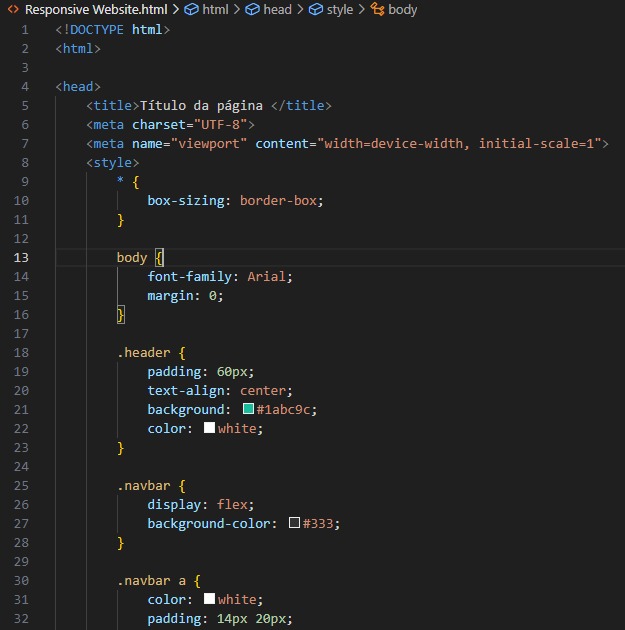 Responsive Website.html > html > head > style > body
1 <!DOCTYPE html>
2 <html>
3
4 <head>
5 <title>Título da página </title>
6 <meta charset="UTF-8">
7 <meta name="viewport" content="width=device-width, initial-scale=1">
8 <style>
9 * {
10 box-sizing: border-box;
11 }
12
13 body {
14 font-family: Arial;
15 margin: 0;
16 }
17
18 .header {
19 padding: 60px;
20 text-align: center;
21 background: #1abc9c;
22 color: white;
23 }
24
25 .navbar {
26 display: flex;
27 background-color: #333;
28 }
29
30 .navbar a {
31 color: white;
32 padding: 14px 20px;